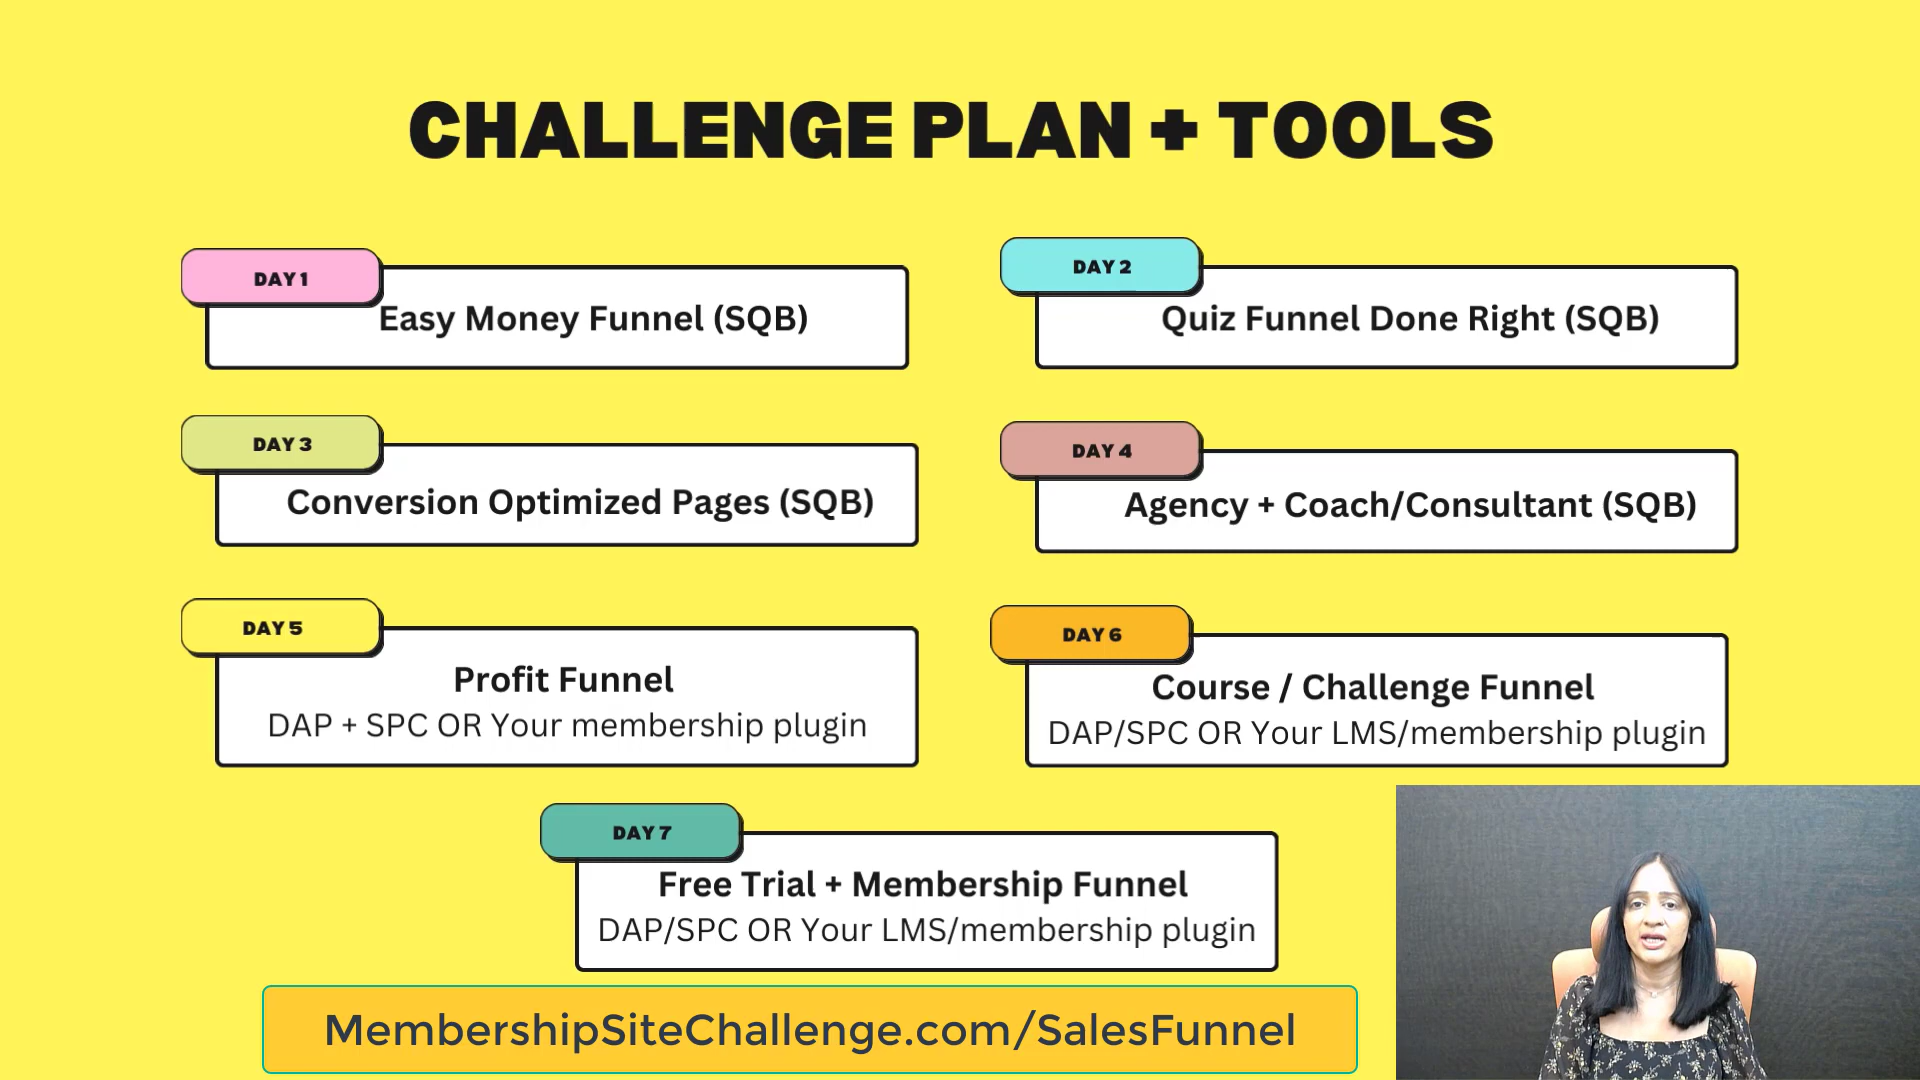 CHALLENGE PLAN + TOOLS
DAY 1
Easy Money Funnel (SQB)
DAY 2
Quiz Funnel Done Right (SQB)
DAY 3
Conversion Optimized Pages (SQB)
DAY 4
Agency + Coach/Consultant (SQB)
DAY 5
Profit Funnel
DAP + SPC OR Your membership plugin
DAY 6
Course / Challenge Funnel
DAP/SPC OR Your LMS/membership plugin
DAY 7
Free Trial + Membership Funnel
DAP/SPC OR Your LMS/membership plugin
MembershipSiteChallenge.com/SalesFunnel